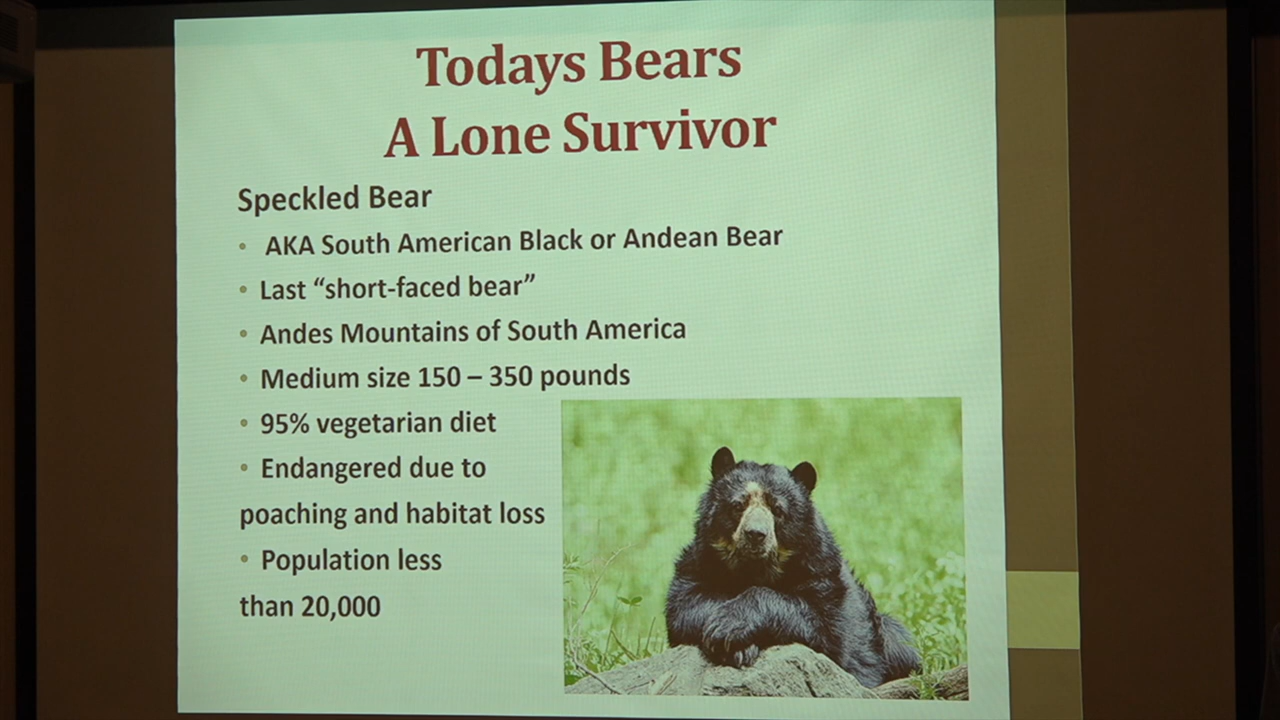 Todays Bears
A Lone Survivor
Speckled Bear
• AKA South American Black or Andean Bear
• Last “short-faced bear”
• Andes Mountains of South America
• Medium size 150 – 350 pounds
• 95% vegetarian diet
• Endangered due to
poaching and habitat loss
• Population less
than 20,000